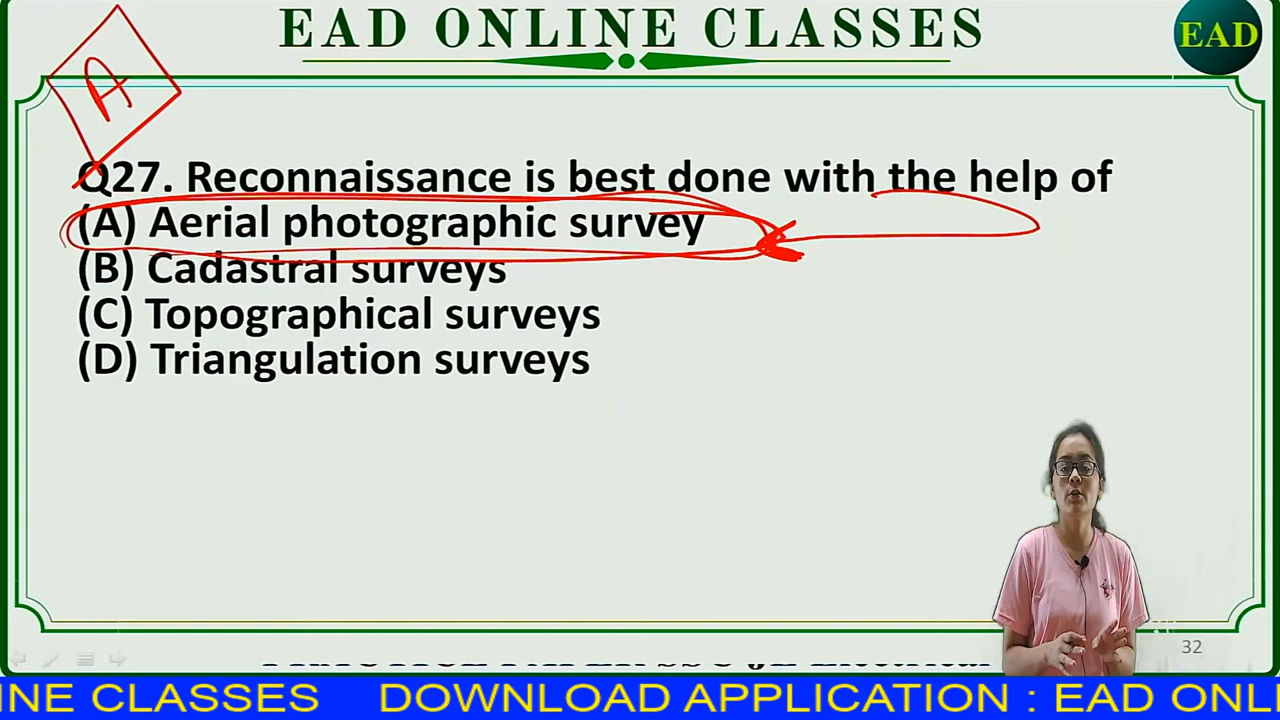 EAD ONLINE CLASSES
EAD
A
Q27. Reconnaissance is best done with the help of
(A) Aerial photographic survey
(B) Cadastral surveys
(C) Topographical surveys
(D) Triangulation surveys
32
INE CLASSES DOWNLOAD APPLICATION : EAD ONL